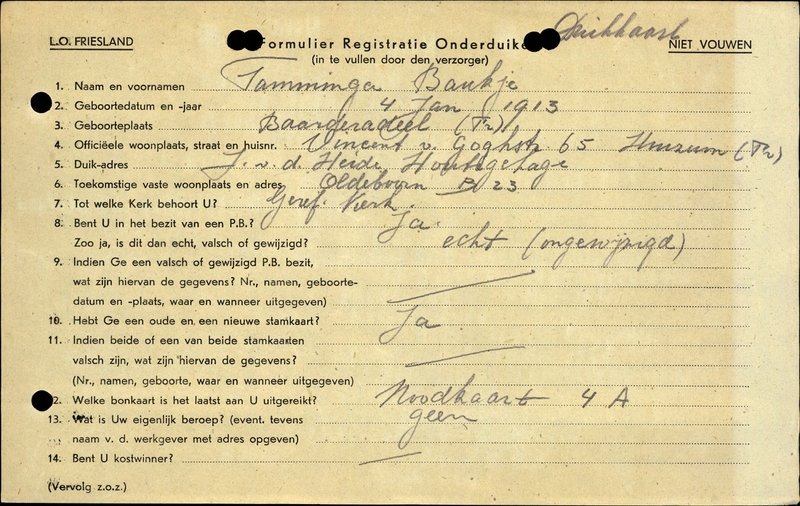 Duikkaart
L.O. FRIESLAND
Formulier Registratie Onderduike
NIET VOUWEN
(in te vullen door den verzorger)
1. Naam en voornamen Tamminga Baukje
2. Geboortedatum en -jaar 4 Jan 1913
3. Geboorteplaats Baarderadeel (Fr)
4. Officiëele woonplaats, straat en huisnr. Vincent v. Goghstr 65 Huizum (Fr)
5. Duik-adres J. v. d. Heide
6. Toekomstige vaste woonplaats en adres Oldeboorn B 23
7. Tot welke Kerk behoort U? Geref. Kerk.
8. Bent U in het bezit van een P.B.? Ja.
Zoo ja, is dit dan echt, valsch of gewijzigd? echt (ongewijzigd)
9. Indien Ge een valsch of gewijzigd P.B. bezit,
wat zijn hiervan de gegevens? Nr., namen, geboorte-
datum en -plaats, waar en wanneer uitgegeven)
10. Hebt Ge een oude en een nieuwe stamkaart? Ja
11. Indien beide of een van beide stamkaarten
valsch zijn, wat zijn hiervan de gegevens?
(Nr., namen, geboorte, waar en wanneer uitgegeven)
2. Welke bonkaart is het laatst aan U uitgereikt? Noodkaart 4 A
13. Wat is Uw eigenlijk beroep? (event. tevens geen
naam v. d. werkgever met adres opgeven)
14. Bent U kostwinner?
(Vervolg z.o.z.)